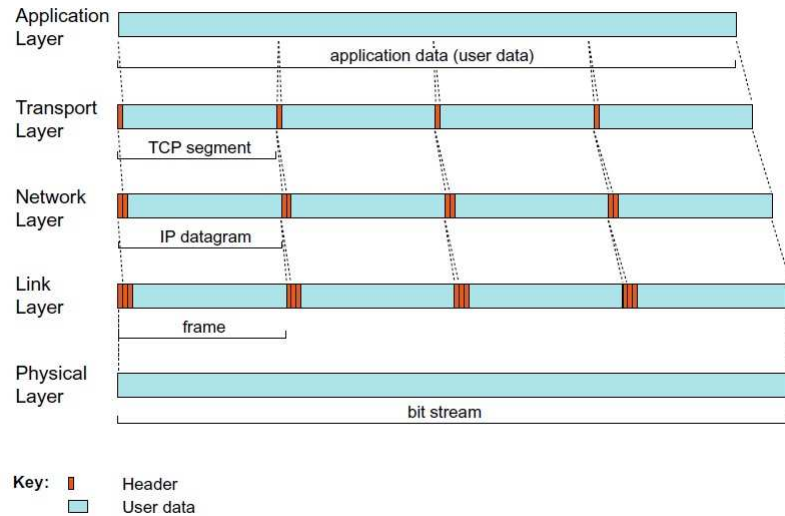 Application
Layer
application data (user data)
Transport
Layer
TCP segment
Network
Layer
IP datagram
Link
Layer
frame
Physical
Layer
bit stream
Key:
Header
User data